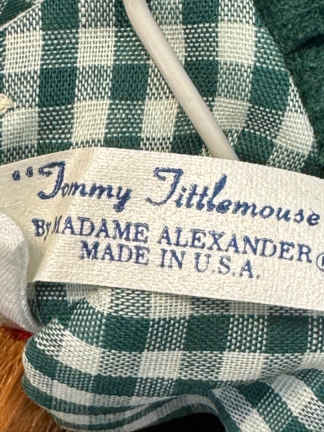 "Tommy Tittlemouse
By MADAME ALEXANDER®
MADE IN U.S.A.